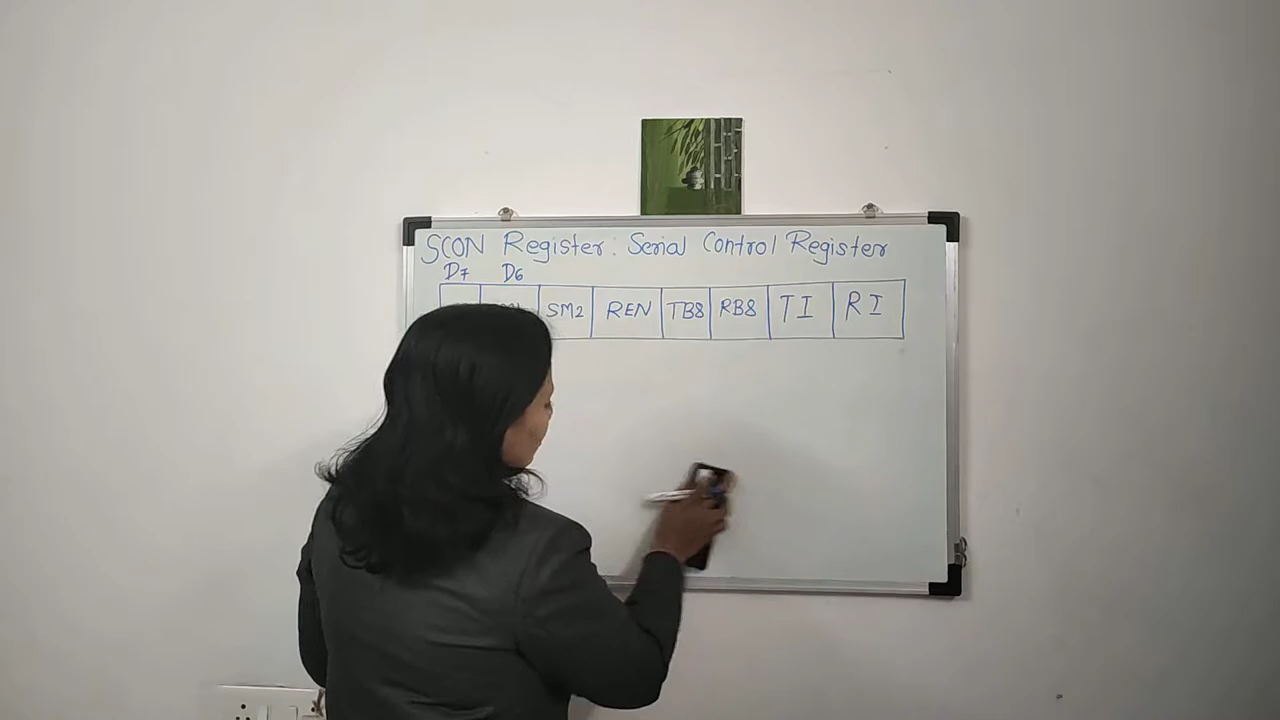 SCON Register : Serial Control Register
D7 D6
SM2 REN TB8 RB8 TI RI